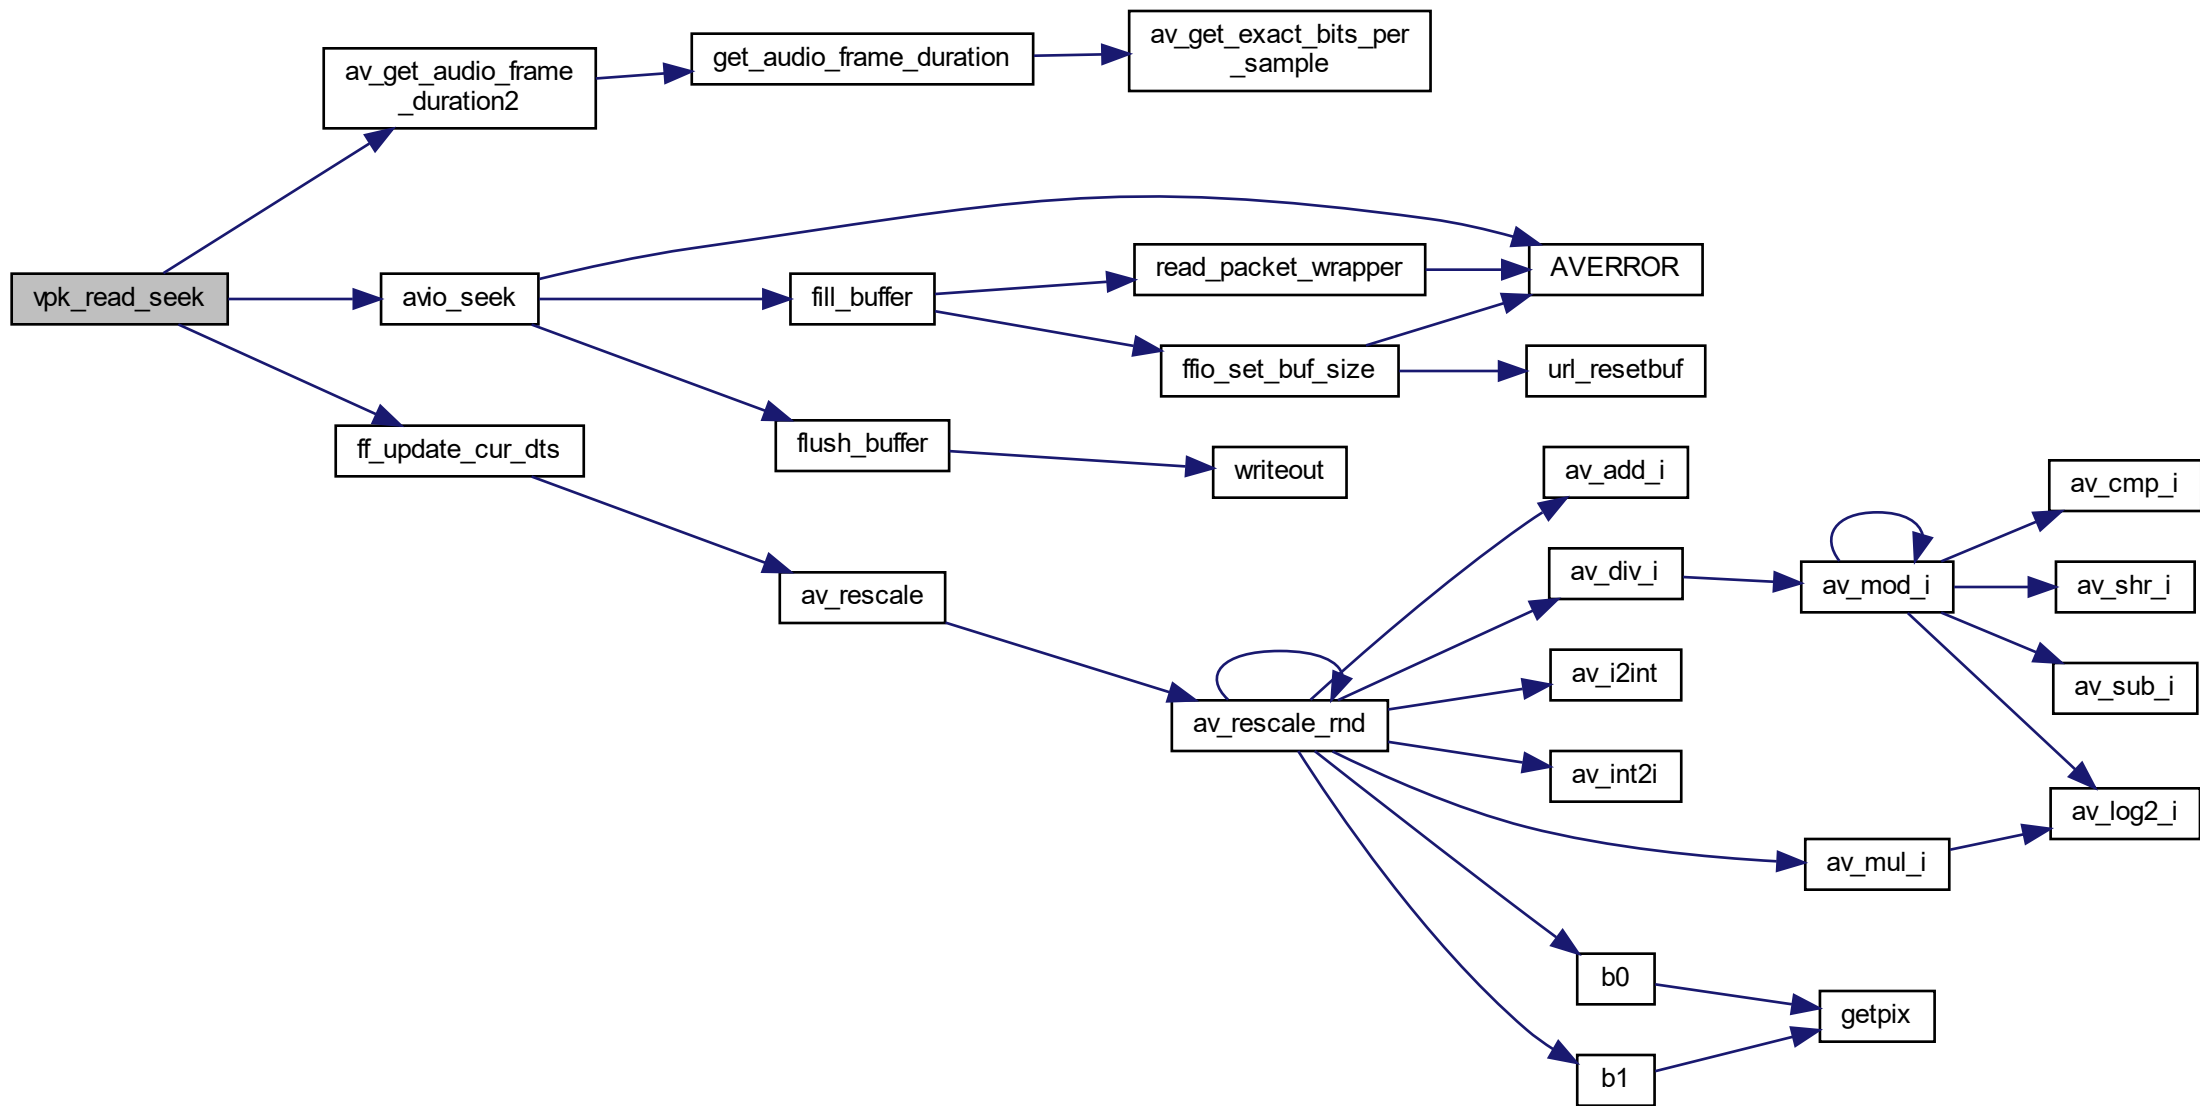 vpk_read_seek
av_get_audio_frame
_duration2
get_audio_frame_duration
av_get_exact_bits_per
_sample
avio_seek
fill_buffer
read_packet_wrapper
AVERROR
ffio_set_buf_size
url_resetbuf
flush_buffer
writeout
ff_update_cur_dts
av_rescale
av_rescale_rnd
av_add_i
av_div_i
av_mod_i
av_cmp_i
av_shr_i
av_sub_i
av_log2_i
av_i2int
av_int2i
av_mul_i
b0
getpix
b1